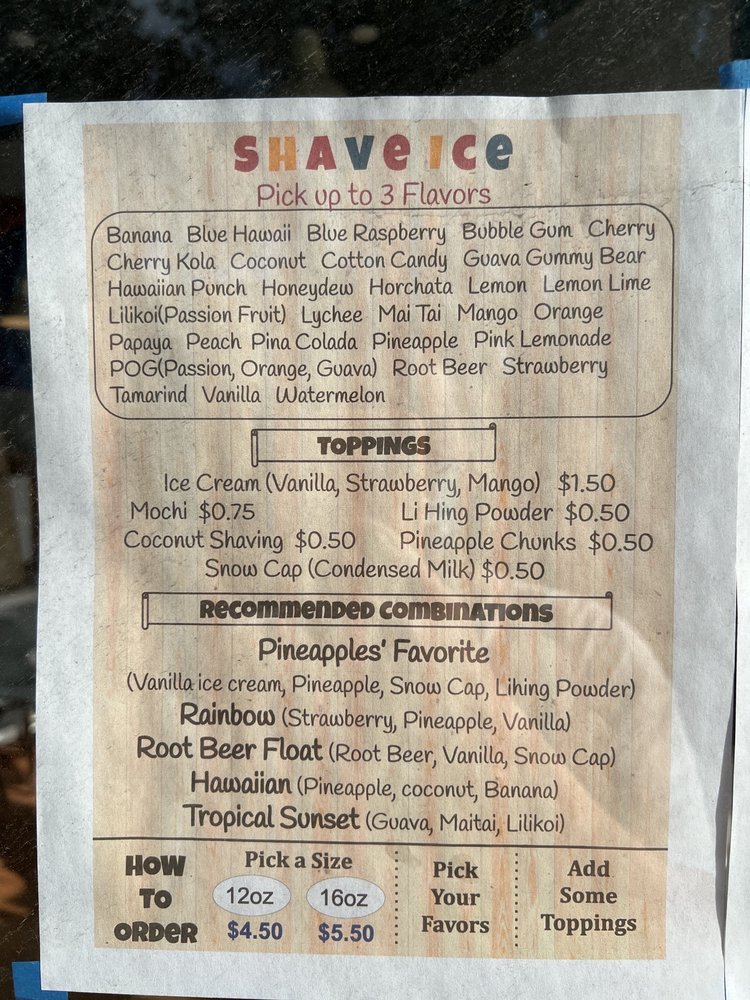 SHAVE ICE
Pick up to 3 Flavors
Banana Blue Hawaii Blue Raspberry Bubble Gum Cherry
Cherry Kola Coconut Cotton Candy Guava Gummy Bear
Hawaiian Punch Honeydew Horchata Lemon Lemon Lime
Lilikoi(Passion Fruit) Lychee Mai Tai Mango Orange
Papaya Peach Pina Colada Pineapple Pink Lemonade
POG(Passion, Orange, Guava) Root Beer Strawberry
Tamarind Vanilla Watermelon
TOPPINGS
Ice Cream (Vanilla, Strawberry, Mango) $1.50
Mochi $0.75 Li Hing Powder $0.50
Coconut Shaving $0.50 Pineapple Chunks $0.50
Snow Cap (Condensed Milk) $0.50
RECOMMENDED COMBINATIONS
Pineapples' Favorite
(Vanilla ice cream, Pineapple, Snow Cap, Lihing Powder)
Rainbow (Strawberry, Pineapple, Vanilla)
Root Beer Float (Root Beer, Vanilla, Snow Cap)
Hawaiian (Pineapple, coconut, Banana)
Tropical Sunset (Guava, Maitai, Lilikoi)
HOW
TO
ORDER
Pick a Size
12oz 16oz
$4.50 $5.50
Pick
Your
Favors
Add
Some
Toppings